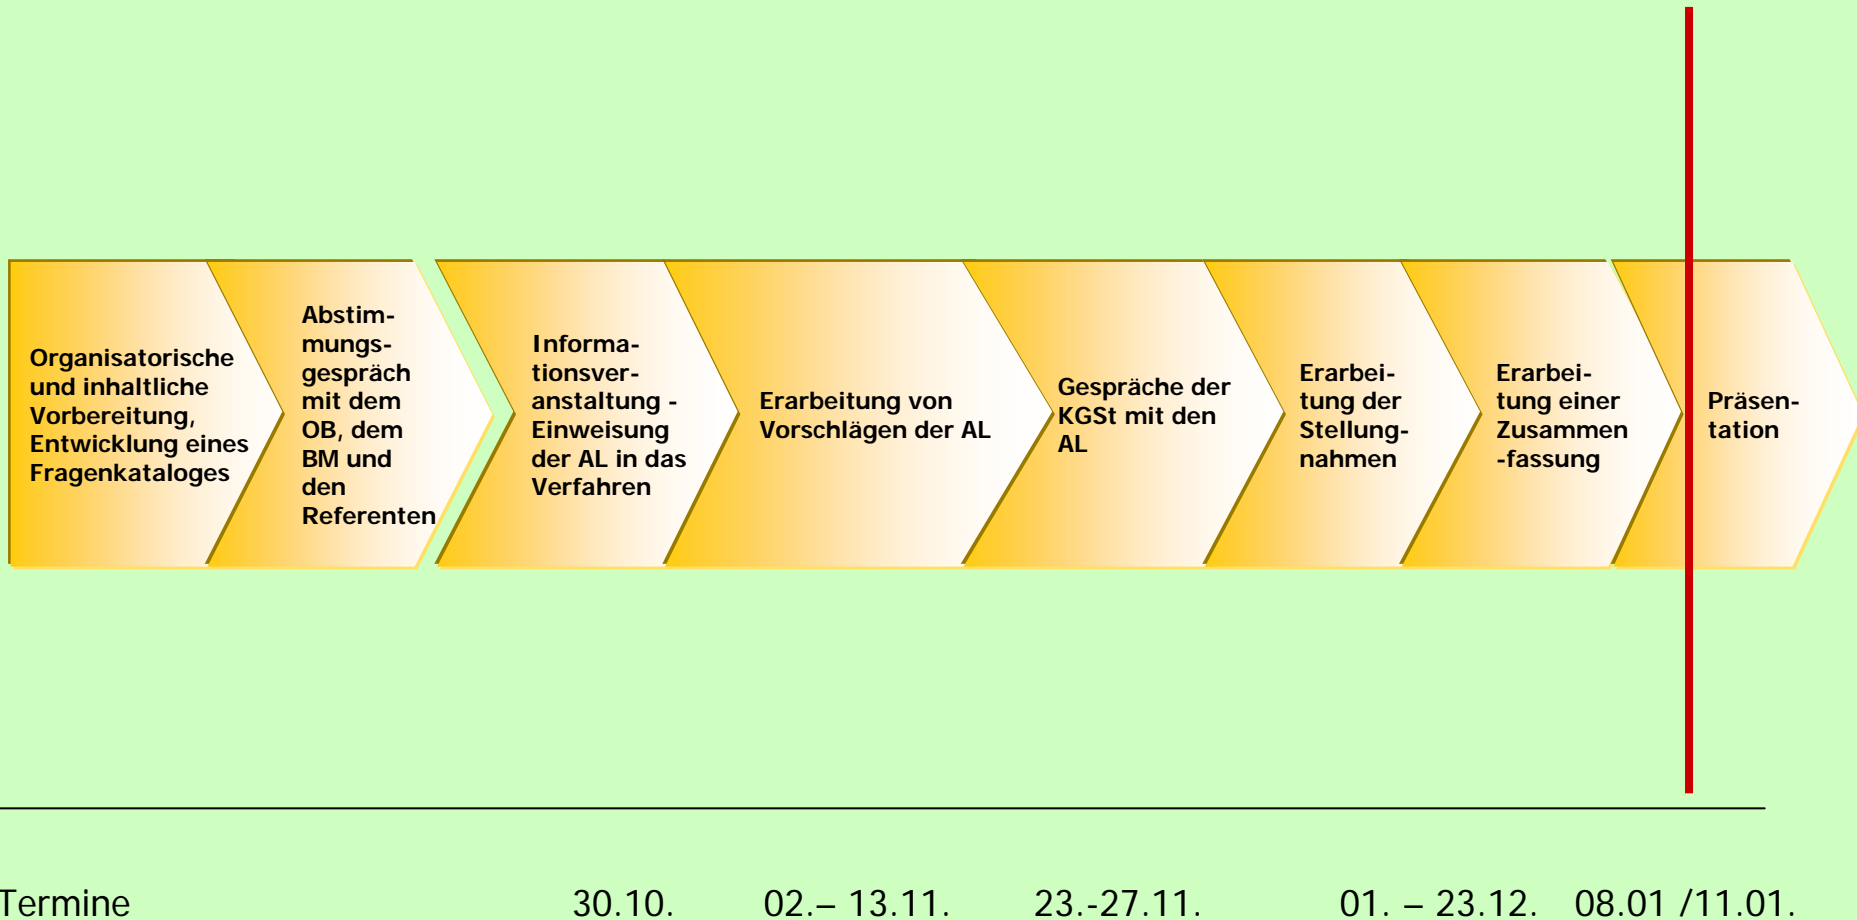 Organisatorische
und inhaltliche
Vorbereitung,
Entwicklung eines
Fragenkataloges
Abstim-
mungs-
gespräch
mit dem
OB, dem
BM und
den
Referenten
Informa-
tionsver-
anstaltung -
Einweisung
der AL in das
Verfahren
Erarbeitung von
Vorschlägen der AL
Gespräche der
KGSt mit den
AL
Erarbei-
tung der
Stellung-
nahmen
Erarbei-
tung einer
Zusammen
-fassung
Präsen-
tation
Termine 30.10. 02.– 13.11. 23.-27.11. 01. – 23.12. 08.01 /11.01.